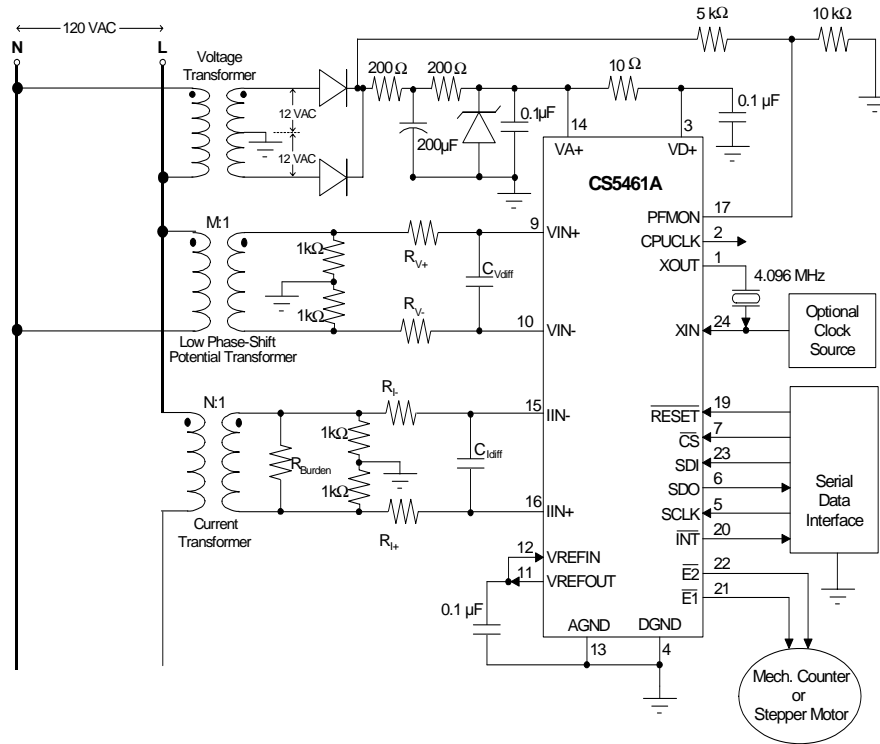 120 VAC
N
L
Voltage
Transformer
12 VAC
12 VAC
200Ω
200Ω
200µF
0.1µF
10 Ω
5 kΩ
10 kΩ
0.1 µF
14
3
VA+
VD+
CS5461A
PFMON
17
CPUCLK
2
XOUT
1
4.096 MHz
XIN
24
Optional
Clock
Source
M:1
1kΩ
1kΩ
RV+
RV-
CVdiff
9
VIN+
10
VIN-
Low Phase-Shift
Potential Transformer
N:1
RBurden
1kΩ
1kΩ
RI-
RI+
CIdiff
15
IIN-
16
IIN+
Current
Transformer
12
VREFIN
11
VREFOUT
0.1 µF
RESET
19
CS
7
SDI
23
SDO
6
SCLK
5
INT
20
E2
22
E1
21
Serial
Data
Interface
AGND
DGND
13
4
Mech. Counter
or
Stepper Motor